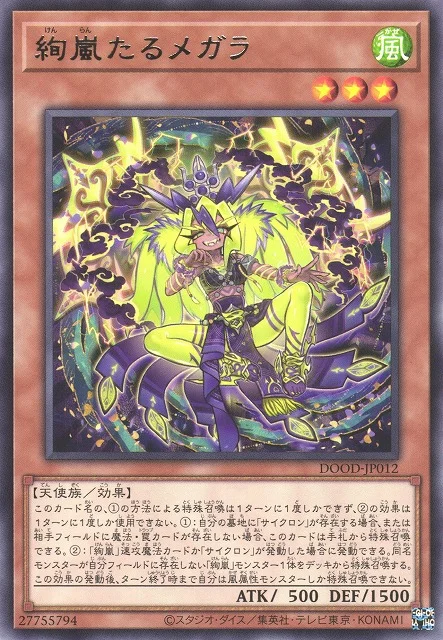 絢嵐たるメガラ
風
DOOD-JP012
【天使族/効果】
このカード名の、①の方法による特殊召喚は1ターンに1度しかできず、②の効果は
1ターンに1度しか使用できない。①:自分の墓地に「サイクロン」が存在する場合、または
相手フィールドに魔法・罠カードが存在しない場合、このカードは手札から特殊召喚
できる。②:「絢嵐」速攻魔法カードか「サイクロン」が発動した場合に発動できる。同名
モンスターが自分フィールドに存在しない「絢嵐」モンスター1体をデッキから特殊召喚する。
この効果の発動後、ターン終了時まで自分は風属性モンスターしか特殊召喚できない。
ATK/ 500 DEF/1500
27755794 ©スタジオ・ダイス/集英社・テレビ東京・KONAMI